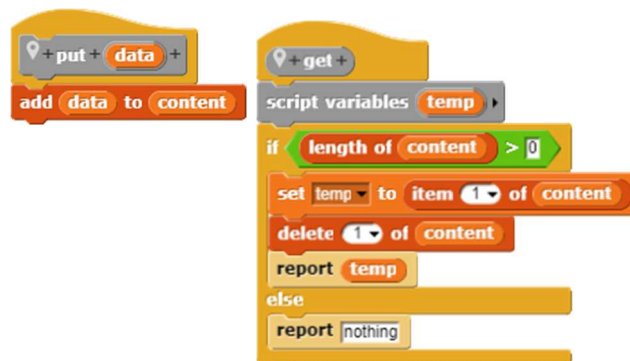 + put + data +
add data to content
+ get +
script variables temp
if length of content > 0
set temp to item 1 of content
delete 1 of content
report temp
else
report nothing